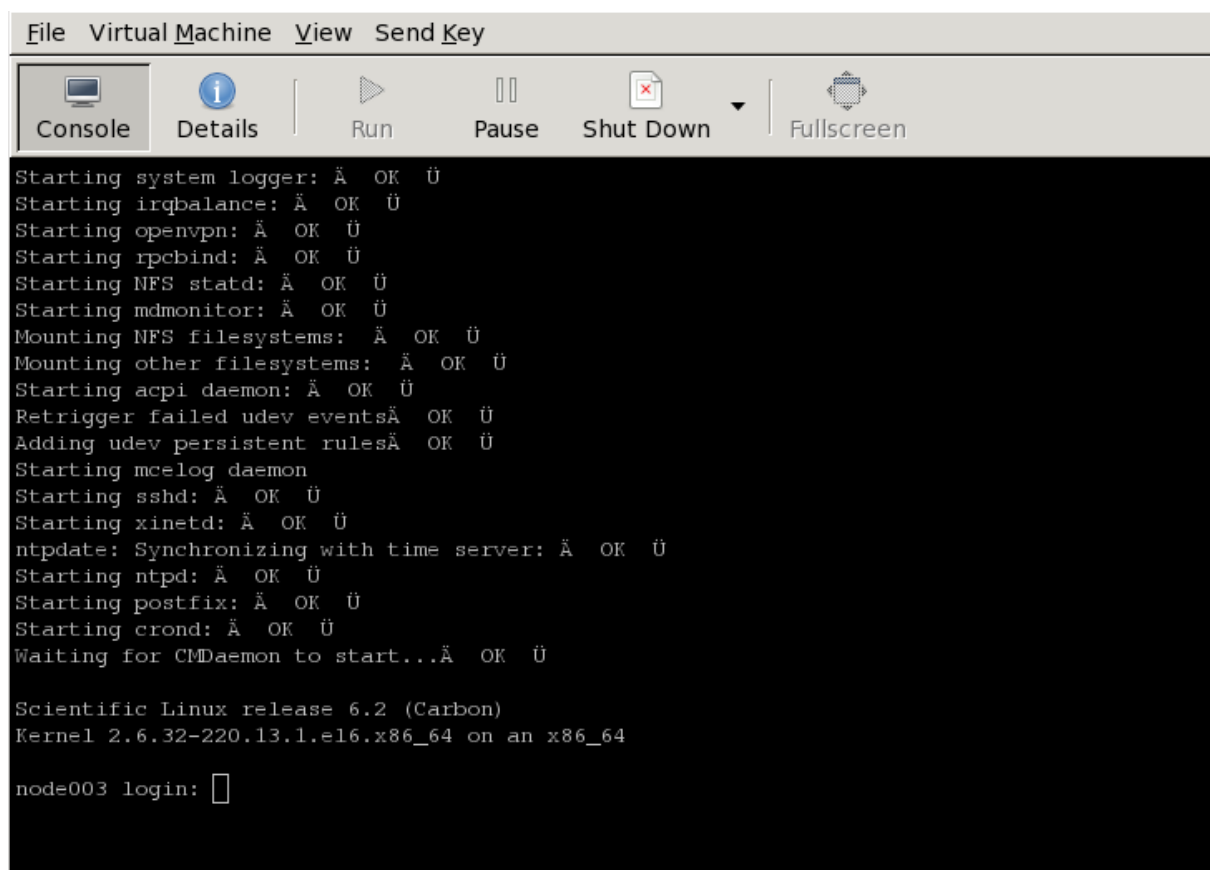 File Virtual Machine View Send Key
Console Details Run Pause Shut Down Fullscreen
Starting system logger: Ä  OK  Ü
Starting irqbalance: Ä  OK  Ü
Starting openvpn: Ä  OK  Ü
Starting rpcbind: Ä  OK  Ü
Starting NFS statd: Ä  OK  Ü
Starting mdmonitor: Ä  OK  Ü
Mounting NFS filesystems:  Ä  OK  Ü
Mounting other filesystems:  Ä  OK  Ü
Starting acpi daemon: Ä  OK  Ü
Retrigger failed udev eventsÄ  OK  Ü
Adding udev persistent rulesÄ  OK  Ü
Starting mcelog daemon
Starting sshd: Ä  OK  Ü
Starting xinetd: Ä  OK  Ü
ntpdate: Synchronizing with time server: Ä  OK  Ü
Starting ntpd: Ä  OK  Ü
Starting postfix: Ä  OK  Ü
Starting crond: Ä  OK  Ü
Waiting for CMDaemon to start...Ä  OK  Ü
Scientific Linux release 6.2 (Carbon)
Kernel 2.6.32-220.13.1.el6.x86_64 on an x86_64
node003 login: